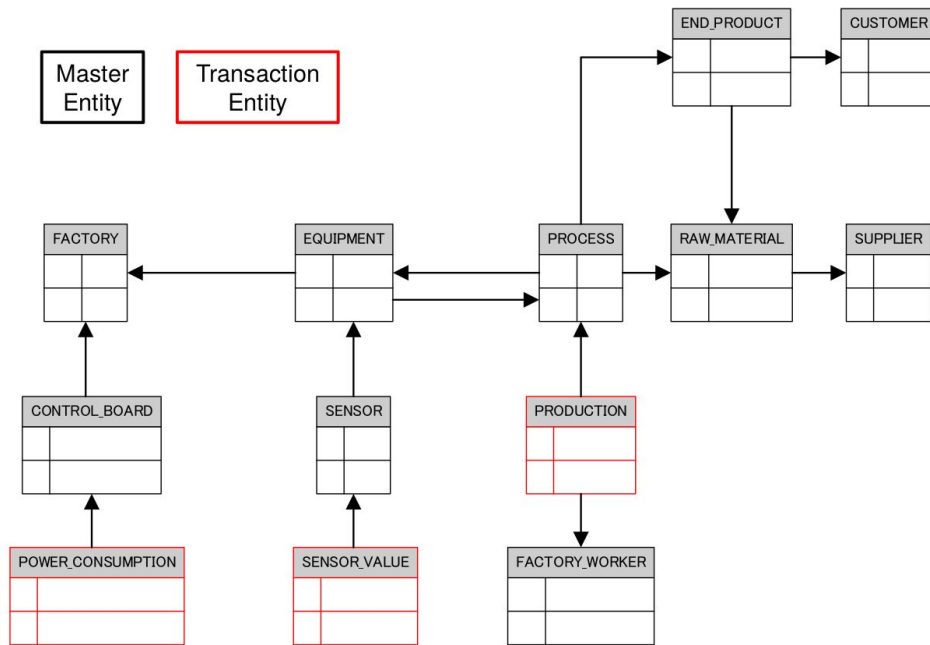 END_PRODUCT
CUSTOMER
Master
Entity
Transaction
Entity
FACTORY
EQUIPMENT
PROCESS
RAW_MATERIAL
SUPPLIER
CONTROL_BOARD
SENSOR
PRODUCTION
POWER_CONSUMPTION
SENSOR_VALUE
FACTORY_WORKER